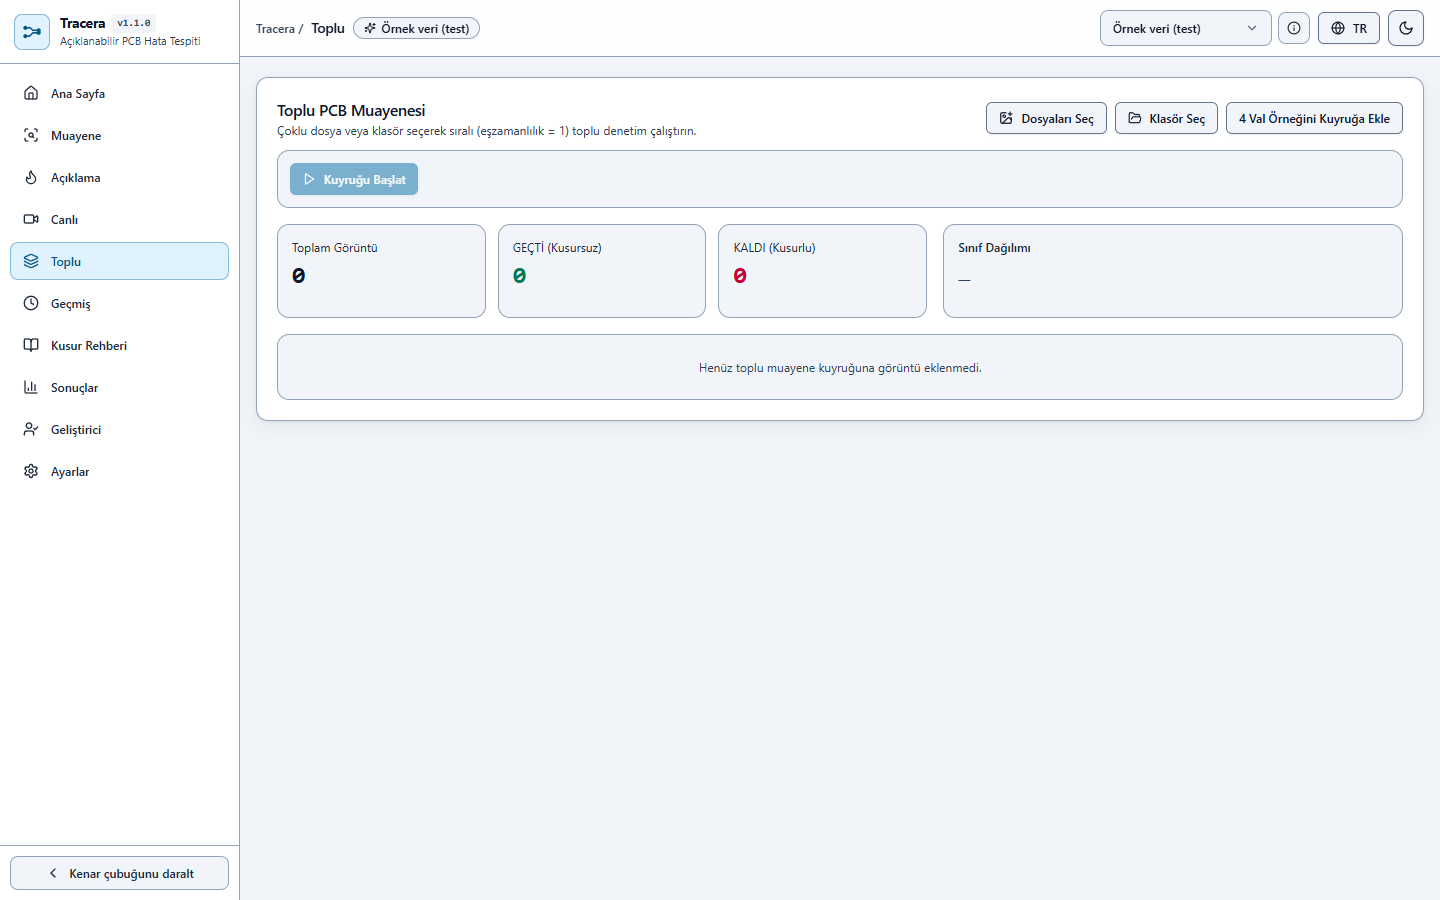 Tracera v1.1.0
Açıklanabilir PCB Hata Tespiti
Ana Sayfa
Muayene
Açıklama
Canlı
Toplu
Geçmiş
Kusur Rehberi
Sonuçlar
Geliştirici
Ayarlar
Kenar çubuğunu daralt
Tracera / Toplu Örnek veri (test)
Örnek veri (test)
TR
Toplu PCB Muayenesi
Çoklu dosya veya klasör seçerek sıralı (eşzamanlılık = 1) toplu denetim çalıştırın.
Dosyaları Seç
Klasör Seç
4 Val Örneğini Kuyruğa Ekle
Kuyruğu Başlat
Toplam Görüntü
0
GEÇTİ (Kusursuz)
0
KALDI (Kusurlu)
0
Sınıf Dağılımı
—
Henüz toplu muayene kuyruğuna görüntü eklenmedi.